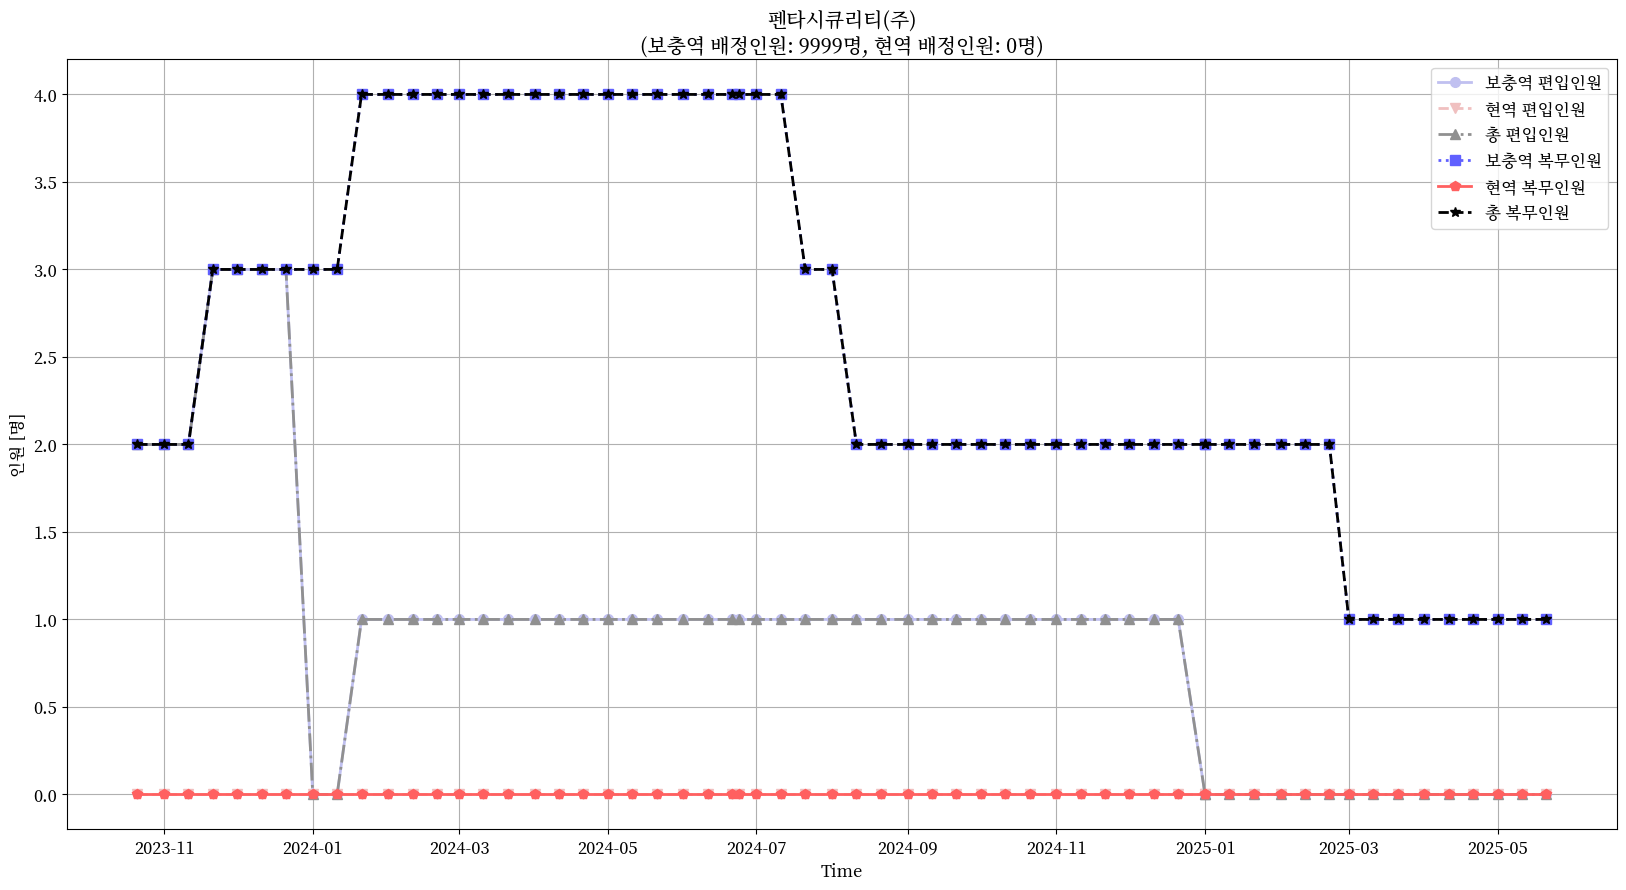 펜타시큐리티(주)
(보충역 배정인원: 9999명, 현역 배정인원: 0명)
보충역 편입인원
현역 편입인원
총 편입인원
보충역 복무인원
현역 복무인원
총 복무인원
인원 [명]
4.0
3.5
3.0
2.5
2.0
1.5
1.0
0.5
0.0
2023-11 2024-01 2024-03 2024-05 2024-07 2024-09 2024-11 2025-01 2025-03 2025-05
Time